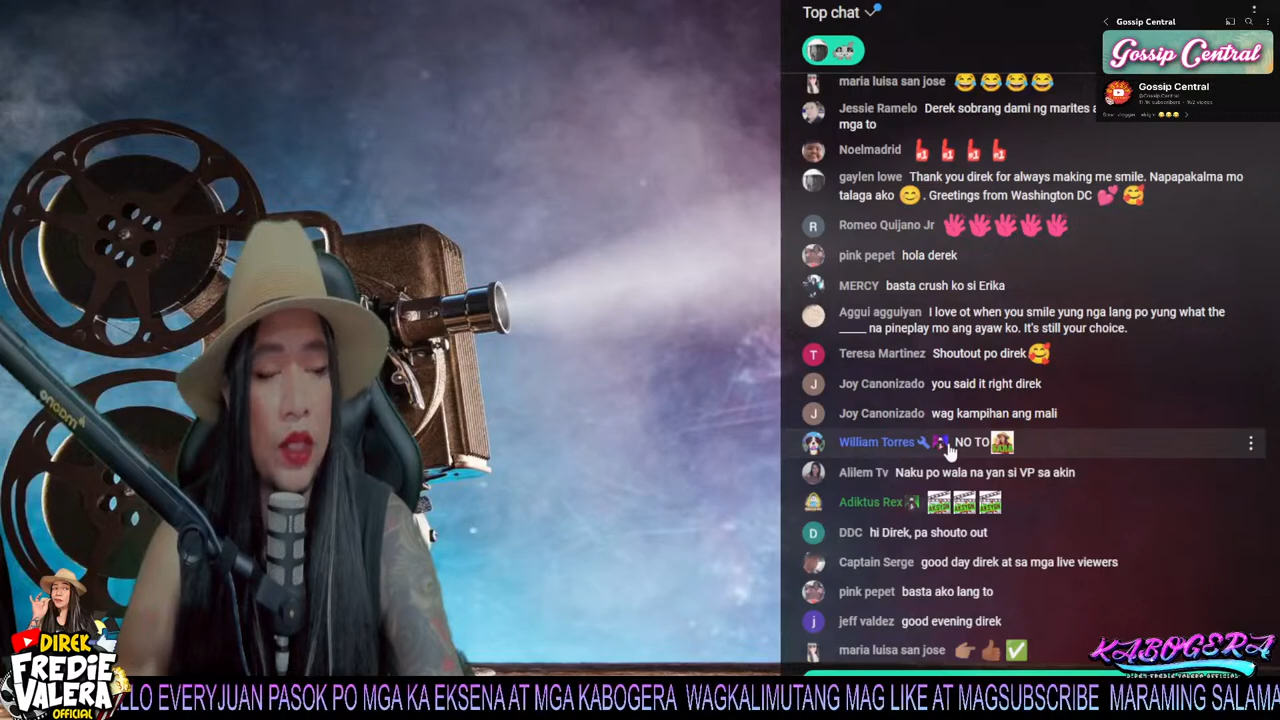 Top chat
Gossip Central
Gossip Central
Gossip Central
maria luisa san jose
Jessie Ramelo Derek sobrang dami ng marites a
mga to
Noelmadrid
gaylen lowe Thank you direk for always making me smile. Napapakalma mo
talaga ako . Greetings from Washington DC
R Romeo Quijano Jr
pink pepet hola derek
MERCY basta crush ko si Erika
Aggui agguiyan I love ot when you smile yung nga lang po yung what the
_____ na pineplay mo ang ayaw ko. It's still your choice.
T Teresa Martinez Shoutout po direk
J Joy Canonizado you said it right direk
J Joy Canonizado wag kampihan ang mali
William Torres NO TO
Alilem Tv Naku po wala na yan si VP sa akin
Adiktus Rex
D DDC hi Direk, pa shouto out
Captain Serge good day direk at sa mga live viewers
pink pepet basta ako lang to
j jeff valdez good evening direk
maria luisa san jose
maono
DIREK
FREDIE
VALERA
OFFICIAL
KABOGERA
DIREK FREDIE VALERA OFFICIAL
LLO EVERYJUAN PASOK PO MGA KA EKSENA AT MGA KABOGERA WAGKALIMUTANG MAG LIKE AT MAGSUBSCRIBE MARAMING SALAMA